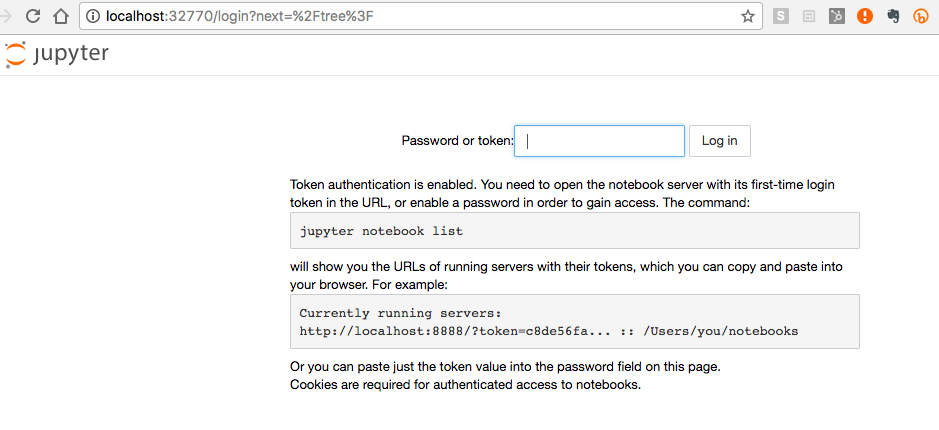 localhost:32770/login?next=%2Ftree%3F
jupyter
Password or token:
Log in
Token authentication is enabled. You need to open the notebook server with its first-time login
token in the URL, or enable a password in order to gain access. The command:
jupyter notebook list
will show you the URLs of running servers with their tokens, which you can copy and paste into
your browser. For example:
Currently running servers:
http://localhost:8888/?token=c8de56fa... :: /Users/you/notebooks
Or you can paste just the token value into the password field on this page.
Cookies are required for authenticated access to notebooks.